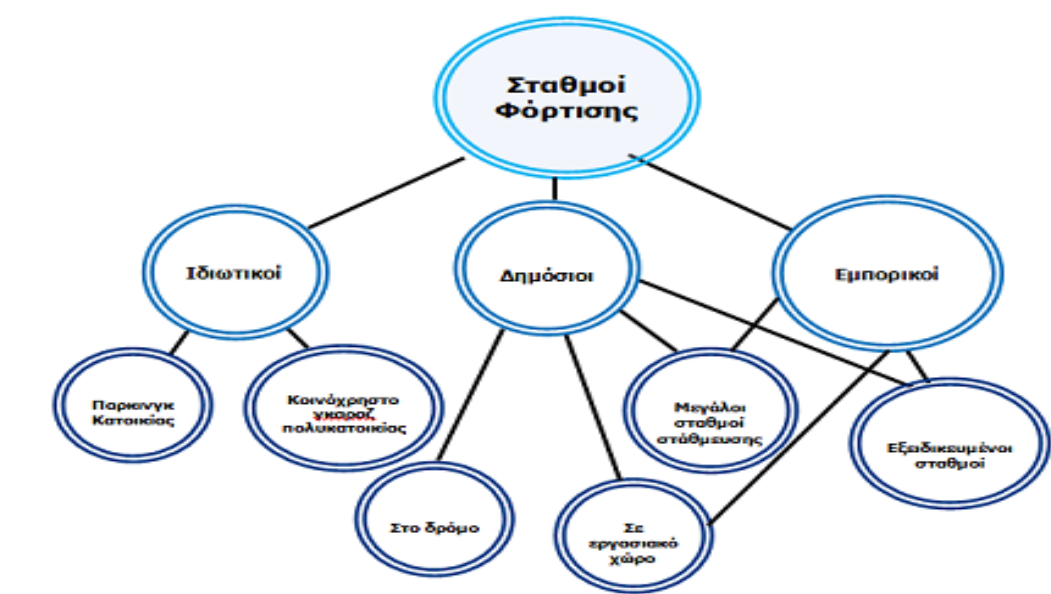 Σταθμοί
Φόρτισης
Ιδιωτικοί
Δημόσιοι
Εμπορικοί
Παρκινγκ
Κατοικίας
Κοινόχρηστο
γκαραζ
πολυκατοικίας
Μεγάλοι
σταθμοί
στάθμευσης
Εξειδικευμένοι
σταθμοί
Στο δρόμο
Σε
εργασιακό
χώρο